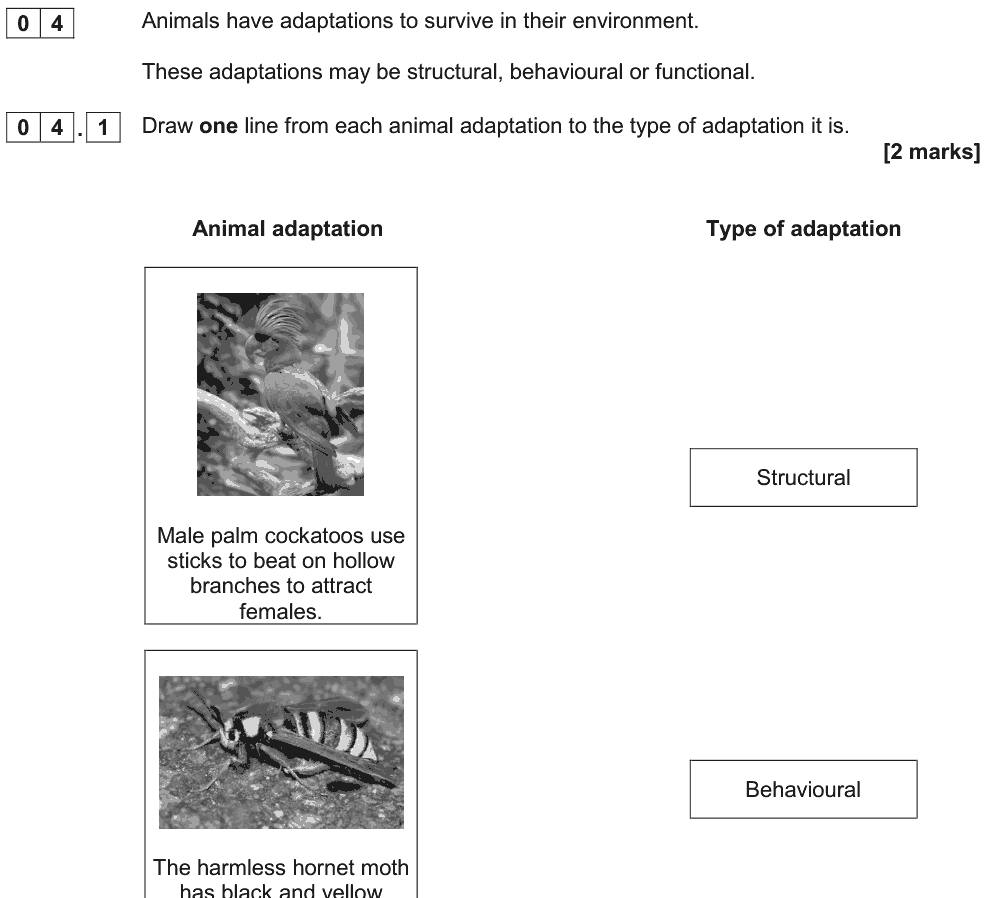 0 4 Animals have adaptations to survive in their environment.
These adaptations may be structural, behavioural or functional.
0 4 . 1 Draw one line from each animal adaptation to the type of adaptation it is.
[2 marks]
Animal adaptation Type of adaptation
Male palm cockatoos use
sticks to beat on hollow
branches to attract
females.
Structural
Behavioural
The harmless hornet moth
has black and yellow